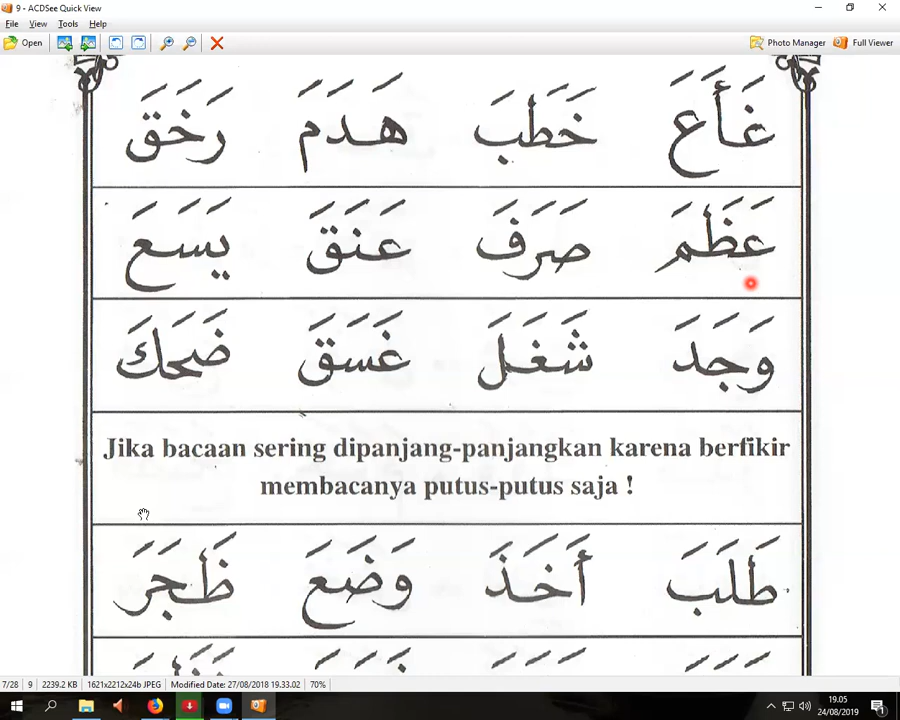 9 - ACDSee Quick View
File View Tools Help
Open Photo Manager Full Viewer
غَأَعَ خَطَبَ هَدَمَ رَخَقَ
عَظَمَ صَرَفَ عَنَقَ يَسَعَ
وَجَدَ شَغَلَ غَسَقَ ضَحَكَ
Jika bacaan sering dipanjang-panjangkan karena berfikir
membacanya putus-putus saja !
طَلَبَ أَخَذَ وَضَعَ ظَجَرَ
7/28 9 2239.2 KB 1621x2212x24b JPEG Modified Date: 27/08/2018 19.33.02 70%
19.05
24/08/2019